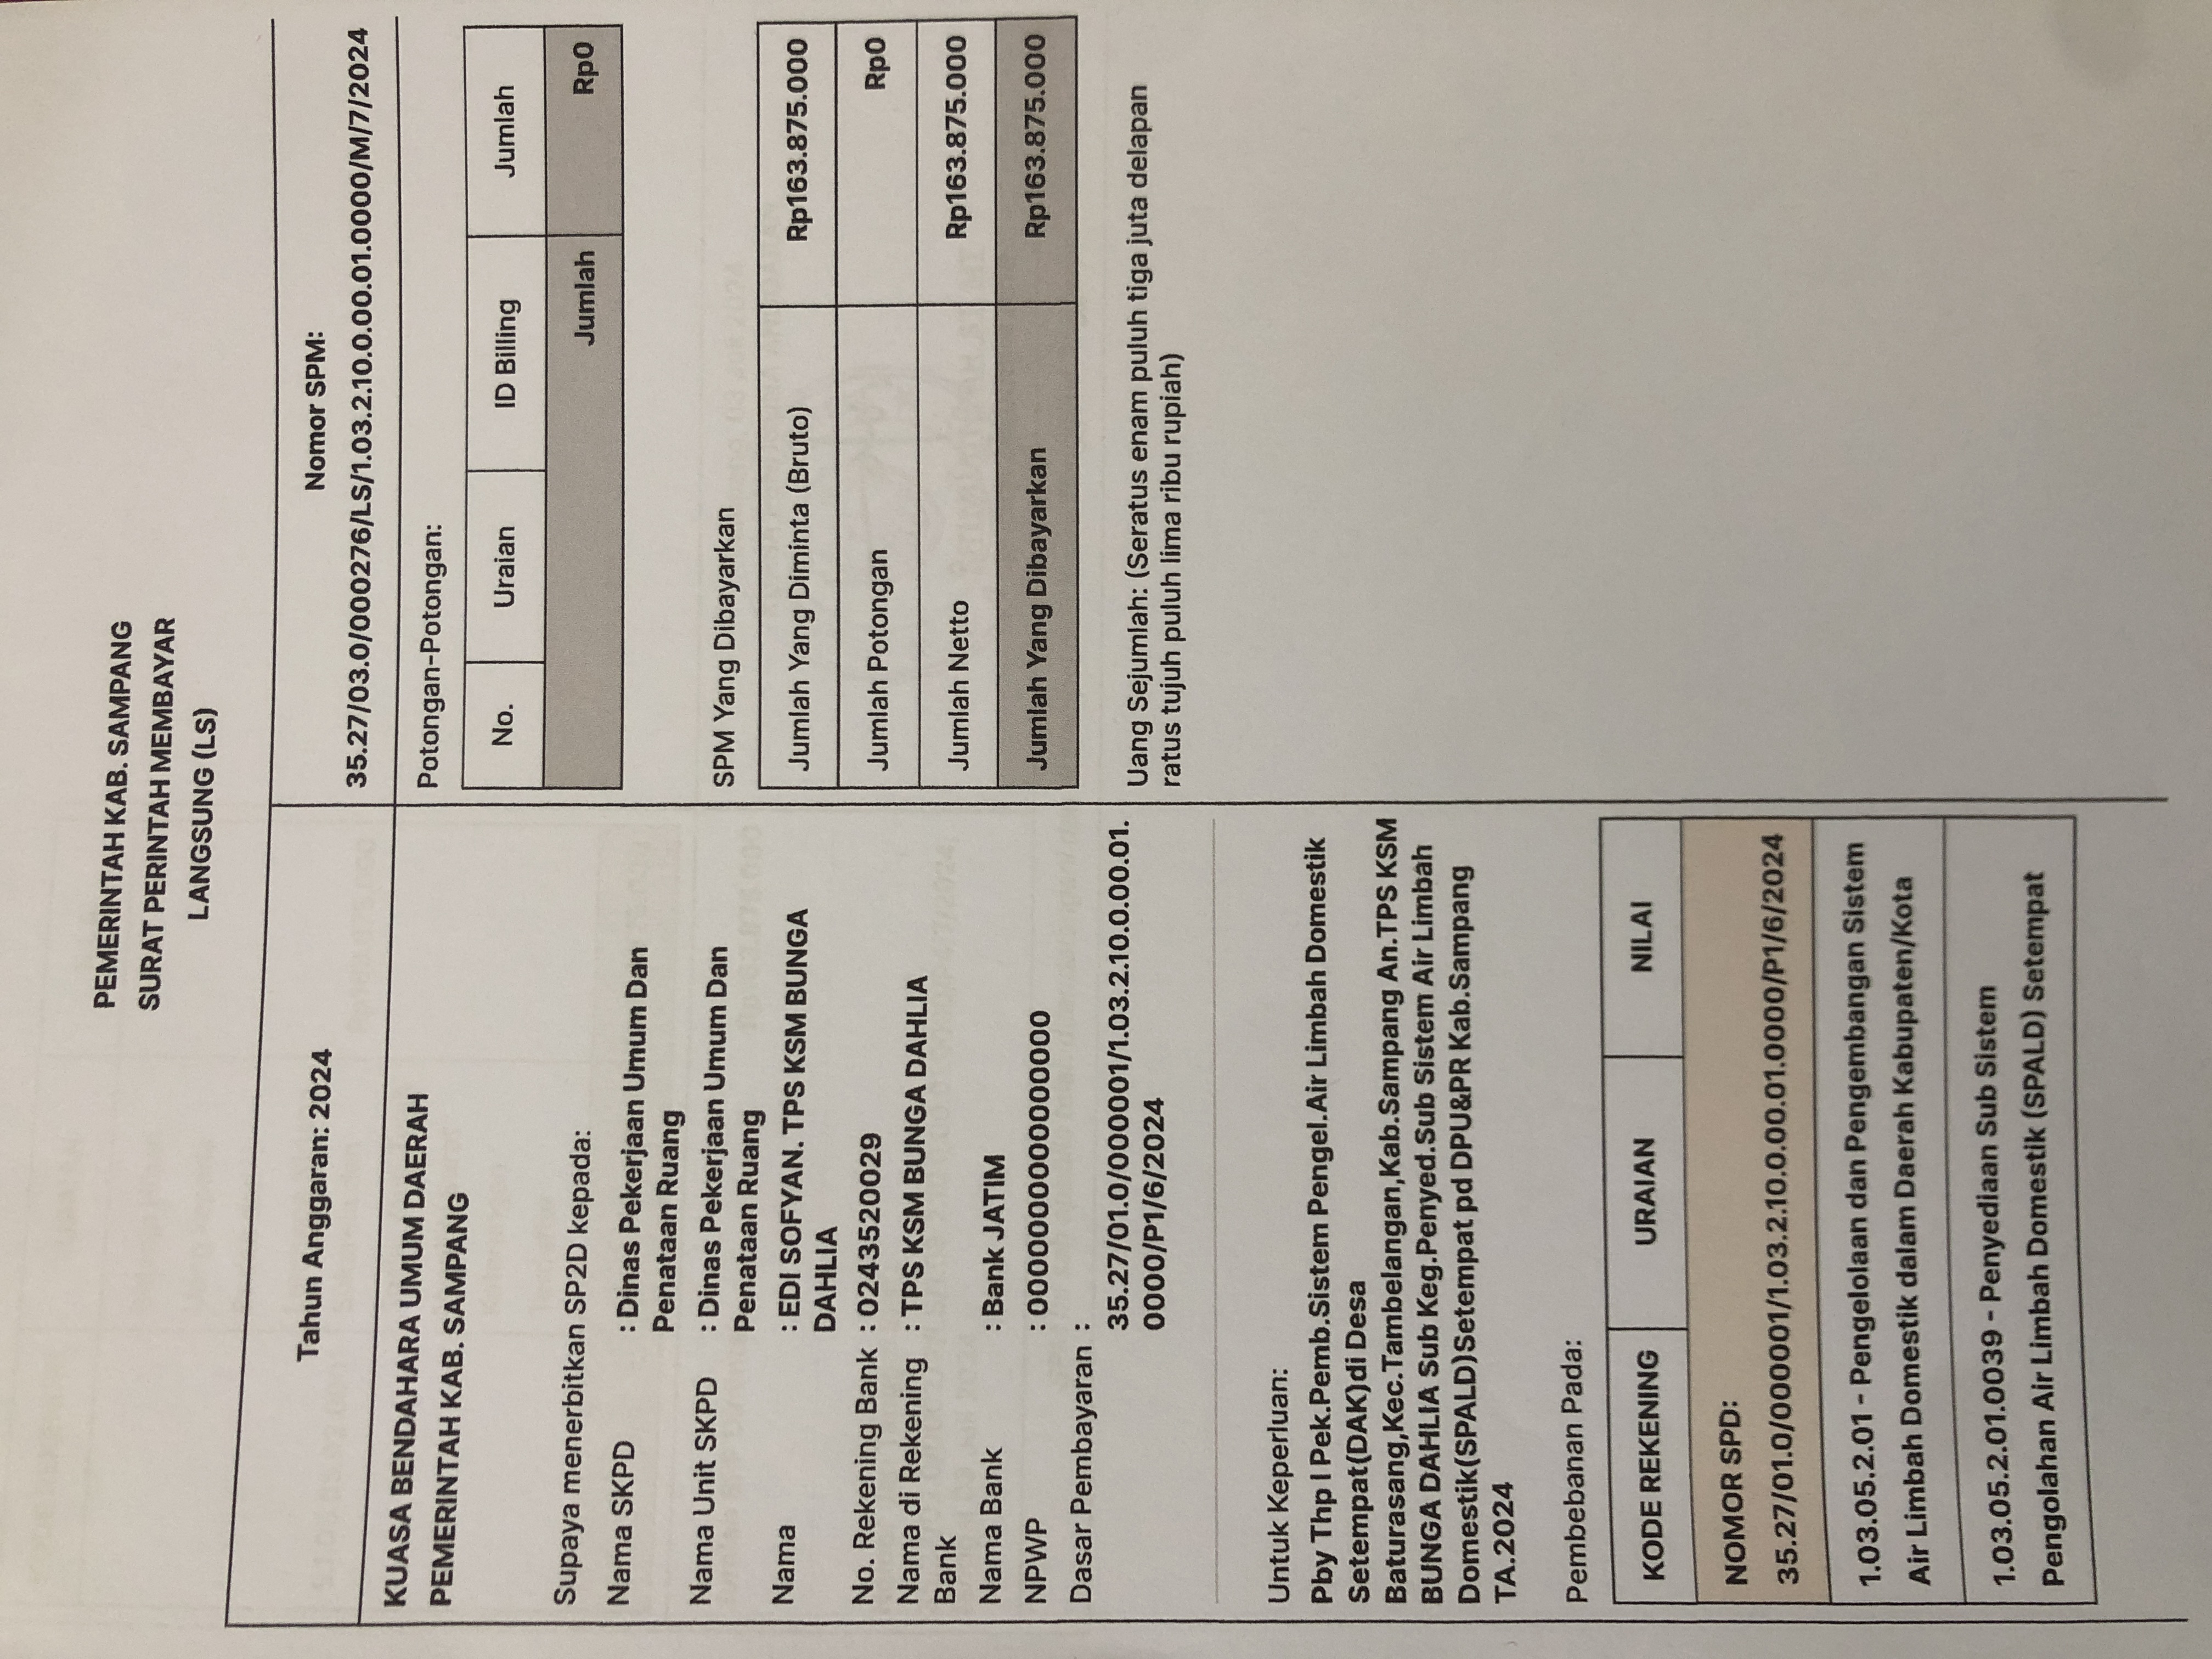 PEMERINTAH KAB. SAMPANG
SURAT PERINTAH MEMBAYAR
LANGSUNG (LS)
Tahun Anggaran: 2024
Nomor SPM:
35.27/03.0/000276/LS/1.03.2.10.0.00.01.0000/M/7/2024
KUASA BENDAHARA UMUM DAERAH
PEMERINTAH KAB. SAMPANG
Supaya menerbitkan SP2D kepada:
Nama SKPD : Dinas Pekerjaan Umum Dan
Penataan Ruang
Nama Unit SKPD : Dinas Pekerjaan Umum Dan
Penataan Ruang
Nama : EDI SOFYAN. TPS KSM BUNGA
DAHLIA
No. Rekening Bank : 0243520029
Nama di Rekening : TPS KSM BUNGA DAHLIA
Bank
Nama Bank : Bank JATIM
NPWP : 0000000000000000
Dasar Pembayaran :
35.27/01.0/000001/1.03.2.10.0.00.01.
0000/P1/6/2024
Untuk Keperluan:
Pby Thp I Pek.Pemb.Sistem Pengel.Air Limbah Domestik
Setempat(DAK)di Desa
Baturasang,Kec.Tambelangan,Kab.Sampang An.TPS KSM
BUNGA DAHLIA Sub Keg.Penyed.Sub Sistem Air Limbah
Domestik(SPALD)Setempat pd DPU&PR Kab.Sampang
TA.2024
Pembebanan Pada:
KODE REKENING URAIAN NILAI
NOMOR SPD:
35.27/01.0/000001/1.03.2.10.0.00.01.0000/P1/6/2024
1.03.05.2.01 - Pengelolaan dan Pengembangan Sistem
Air Limbah Domestik dalam Daerah Kabupaten/Kota
1.03.05.2.01.0039 - Penyediaan Sub Sistem
Pengolahan Air Limbah Domestik (SPALD) Setempat
Potongan-Potongan:
No. Uraian ID Billing Jumlah
Jumlah Rp0
SPM Yang Dibayarkan
Jumlah Yang Diminta (Bruto) Rp163.875.000
Jumlah Potongan Rp0
Jumlah Netto Rp163.875.000
Jumlah Yang Dibayarkan Rp163.875.000
Uang Sejumlah: (Seratus enam puluh tiga juta delapan
ratus tujuh puluh lima ribu rupiah)